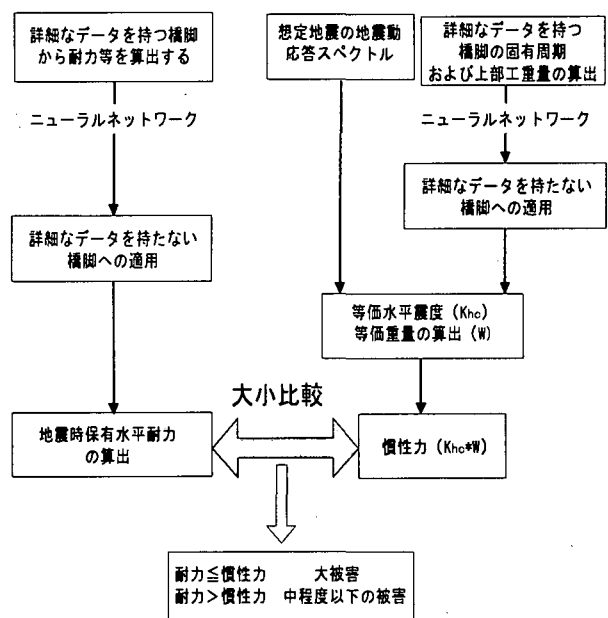 詳細なデータを持つ橋脚
から耐力等を算出する
ニューラルネットワーク
詳細なデータを持たない
橋脚への適用
地震時保有水平耐力
の算出
想定地震の地震動
応答スペクトル
詳細なデータを持つ
橋脚の固有周期
および上部工重量の算出
ニューラルネットワーク
詳細なデータを持たない
橋脚への適用
等価水平震度（Khc）
等価重量の算出（W）
慣性力（Khc*W）
大小比較
耐力≦慣性力　大被害
耐力＞慣性力　中程度以下の被害